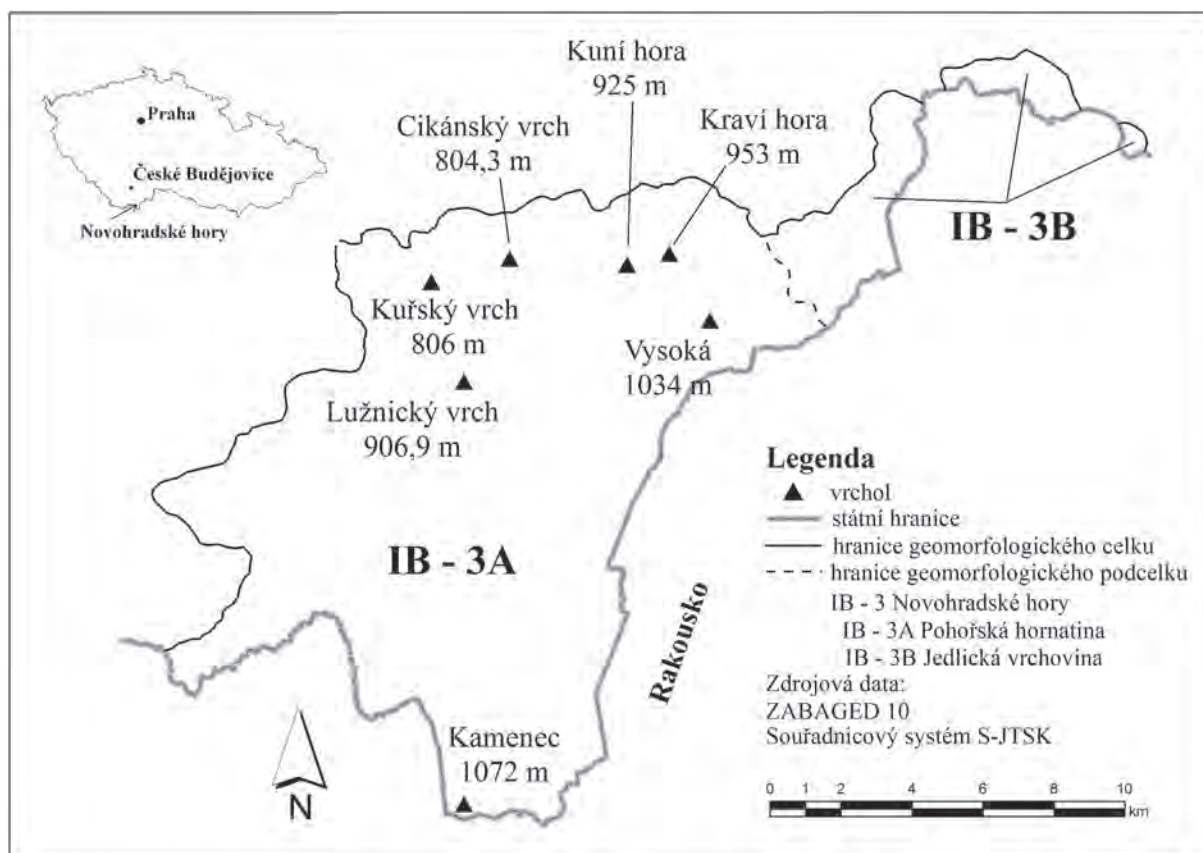 Praha
České Budějovice
Novohradské hory
Kuní hora
925 m
Cikánský vrch
804,3 m
Kraví hora
953 m
IB - 3B
Kuřský vrch
806 m
Vysoká
1034 m
Lužnický vrch
906,9 m
IB - 3A
Rakousko
Kamenec
1072 m
N
Legenda
vrchol
státní hranice
hranice geomorfologického celku
hranice geomorfologického podcelku
IB - 3 Novohradské hory
IB - 3A Pohořská hornatina
IB - 3B Jedlická vrchovina
Zdrojová data:
ZABAGED 10
Souřadnicový systém S-JTSK
0 1 2 4 6 8 10
km